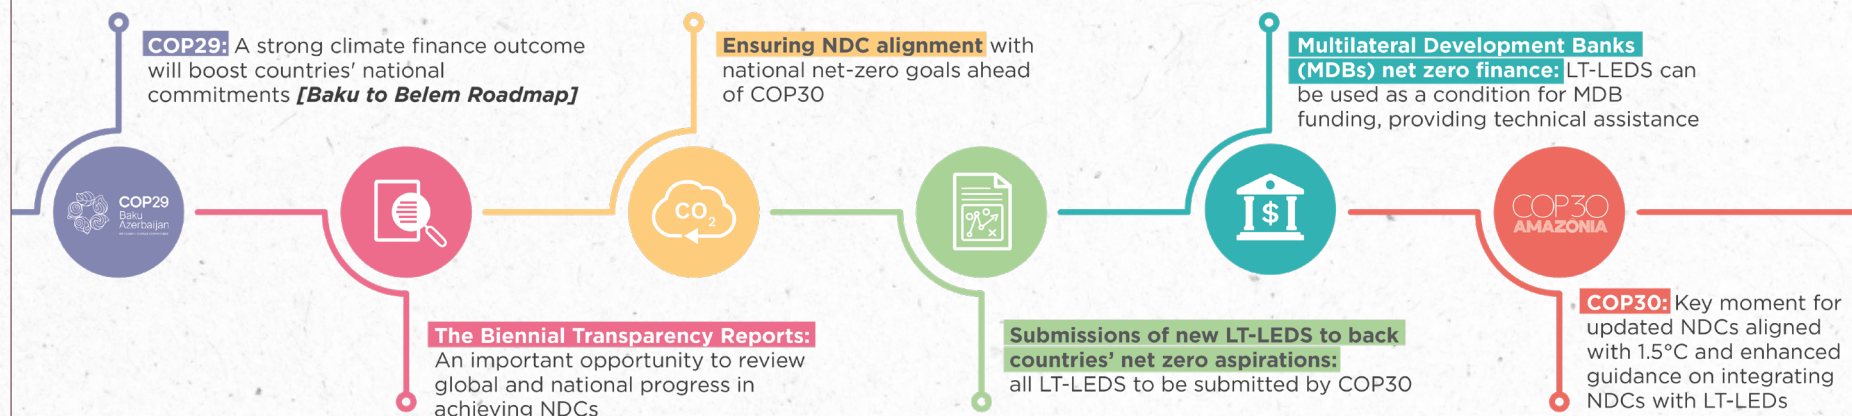 COP29: A strong climate finance outcome
will boost countries' national
commitments [Baku to Belem Roadmap]
COP29
Baku
Azerbaijan
The Biennial Transparency Reports:
An important opportunity to review
global and national progress in
achieving NDCs
Ensuring NDC alignment with
national net-zero goals ahead
of COP30
CO2
Submissions of new LT-LEDS to back
countries' net zero aspirations:
all LT-LEDS to be submitted by COP30
Multilateral Development Banks
(MDBs) net zero finance: LT-LEDS can
be used as a condition for MDB
funding, providing technical assistance
$
COP30
AMAZÔNIA
COP30: Key moment for
updated NDCs aligned
with 1.5°C and enhanced
guidance on integrating
NDCs with LT-LEDs